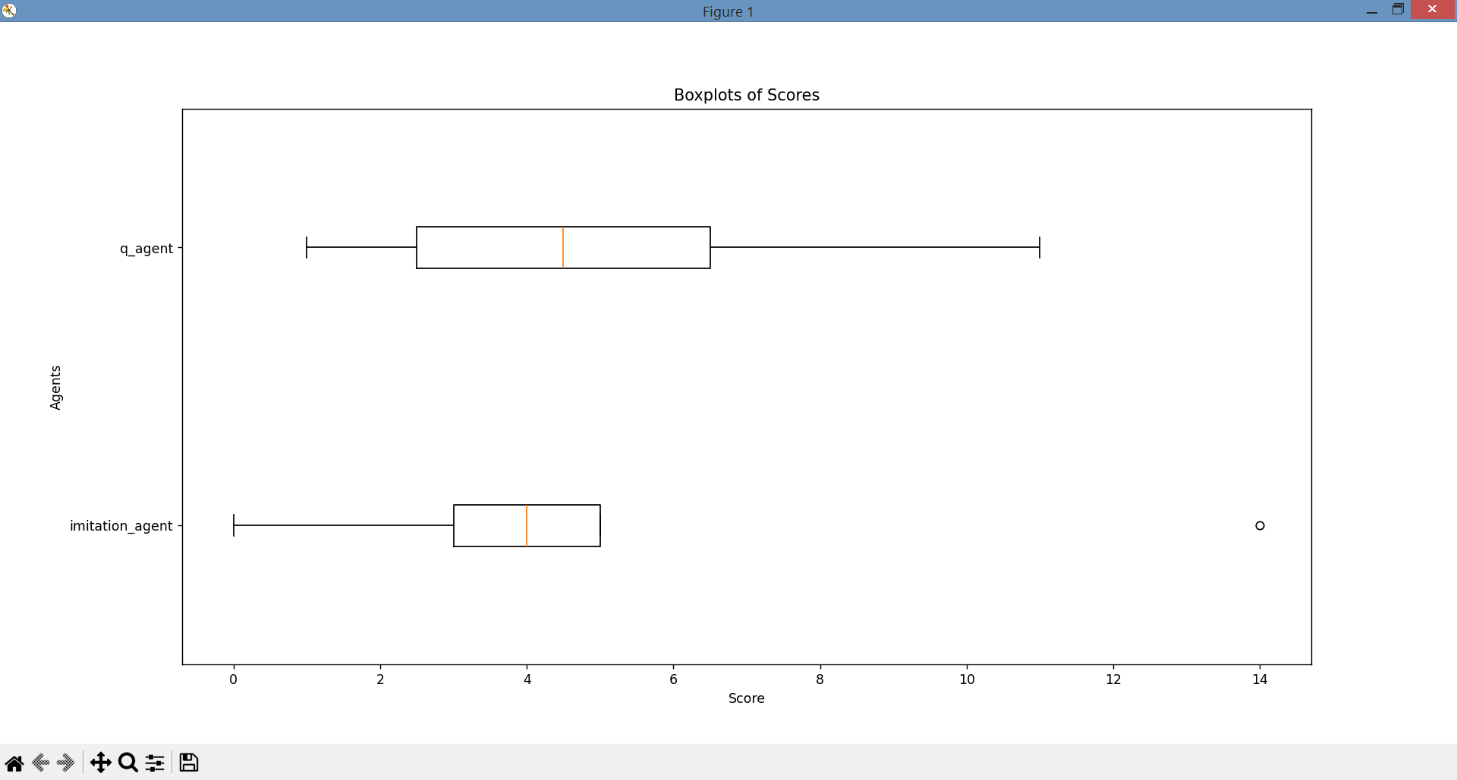 Figure 1
Boxplots of Scores
q_agent
Agents
imitation_agent
0 2 4 6 8 10 12 14
Score